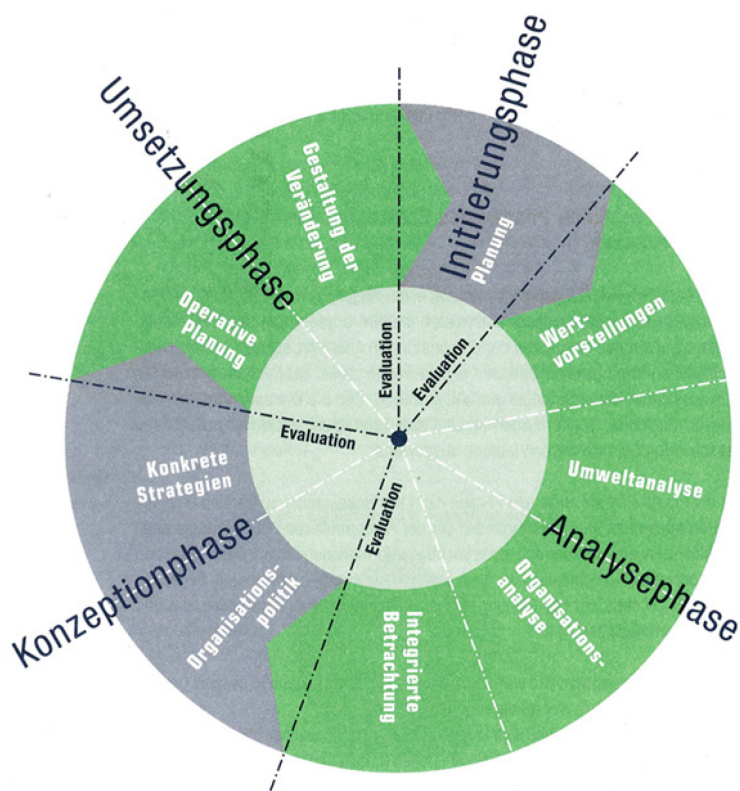 Initiierungsphase
Planung
Wert-
vorstellungen
Umweltanalyse
Analysephase
Organisations-
analyse
Integrierte
Betrachtung
Konzeptionphase
Organisations-
politik
Konkrete
Strategien
Umsetzungsphase
Operative
Planung
Gestaltung der
Veränderung
Evaluation
Evaluation
Evaluation
Evaluation